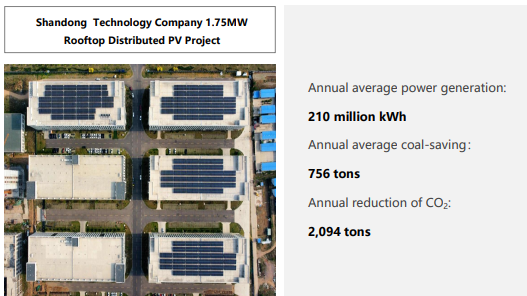 Shandong Technology Company 1.75MW
Rooftop Distributed PV Project
Annual average power generation:
210 million kWh
Annual average coal-saving:
756 tons
Annual reduction of CO₂:
2,094 tons